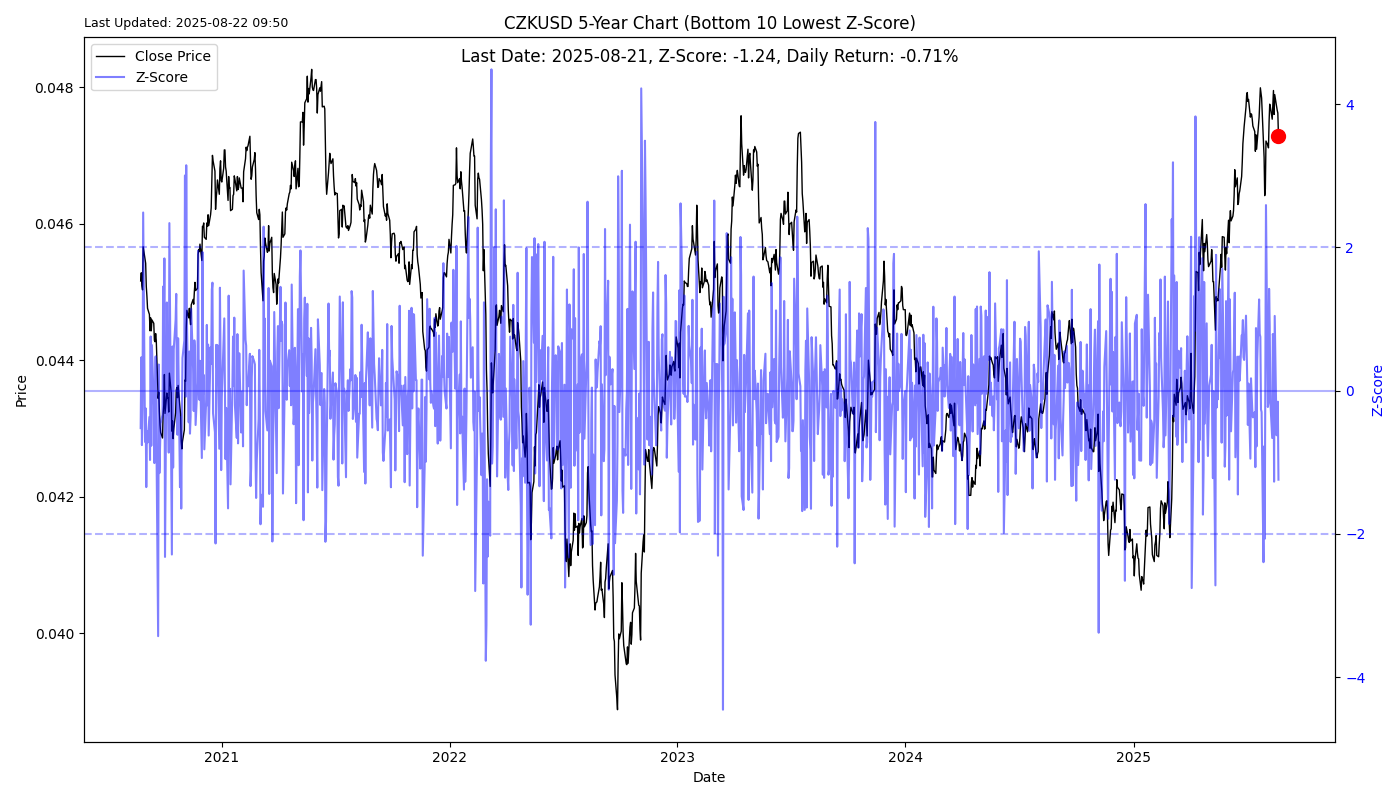 Last Updated: 2025-08-22 09:50
CZKUSD 5-Year Chart (Bottom 10 Lowest Z-Score)
Last Date: 2025-08-21, Z-Score: -1.24, Daily Return: -0.71%
Close Price
Z-Score
0.048
0.046
0.044
0.042
0.040
Price
4
2
0
−2
−4
Z-Score
2021
2022
2023
2024
2025
Date